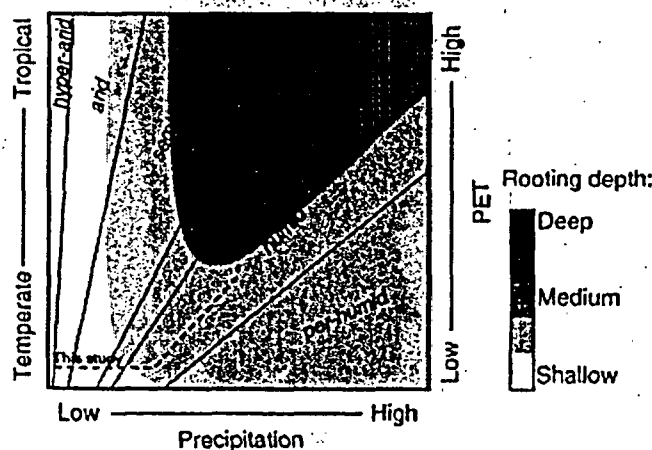 Tropical
Temperate
hyper-arid
arid
humid
per-humid
This study
High
PET
Low
Rooting depth:
Deep
Medium
Shallow
Low
High
Precipitation